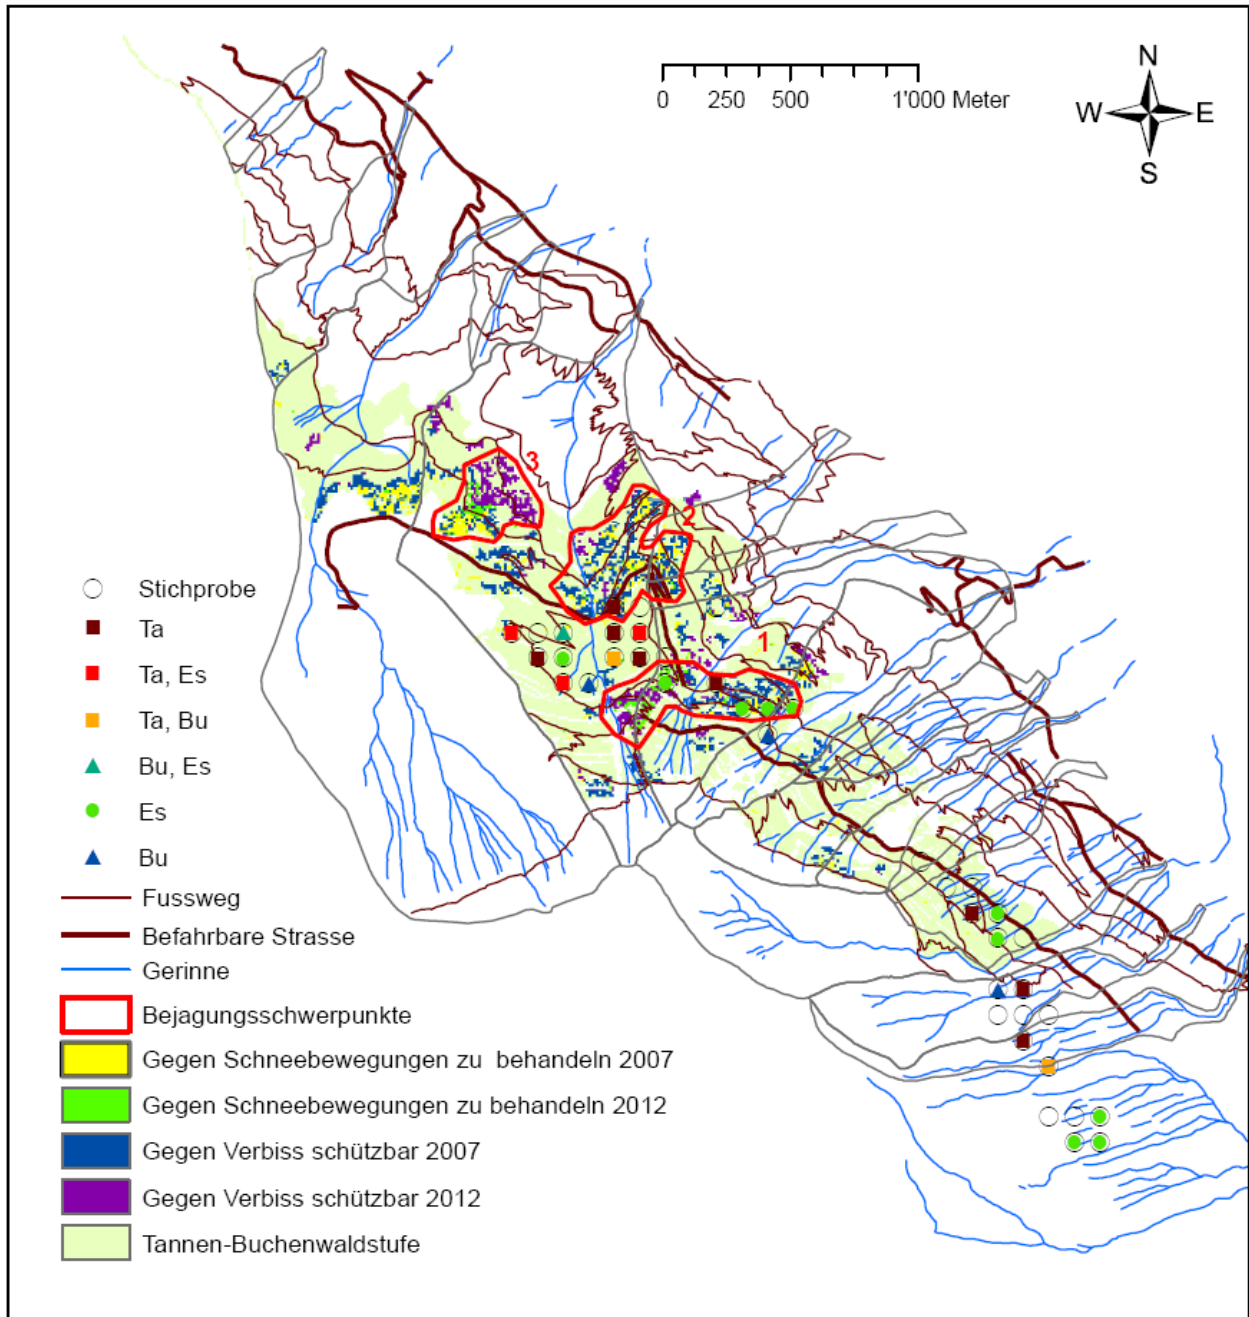 N
W E
S
0 250 500 1'000 Meter
3
2
1
Stichprobe
Ta
Ta, Es
Ta, Bu
Bu, Es
Es
Bu
Fussweg
Befahrbare Strasse
Gerinne
Bejagungsschwerpunkte
Gegen Schneebewegungen zu behandeln 2007
Gegen Schneebewegungen zu behandeln 2012
Gegen Verbiss schützbar 2007
Gegen Verbiss schützbar 2012
Tannen-Buchenwaldstufe